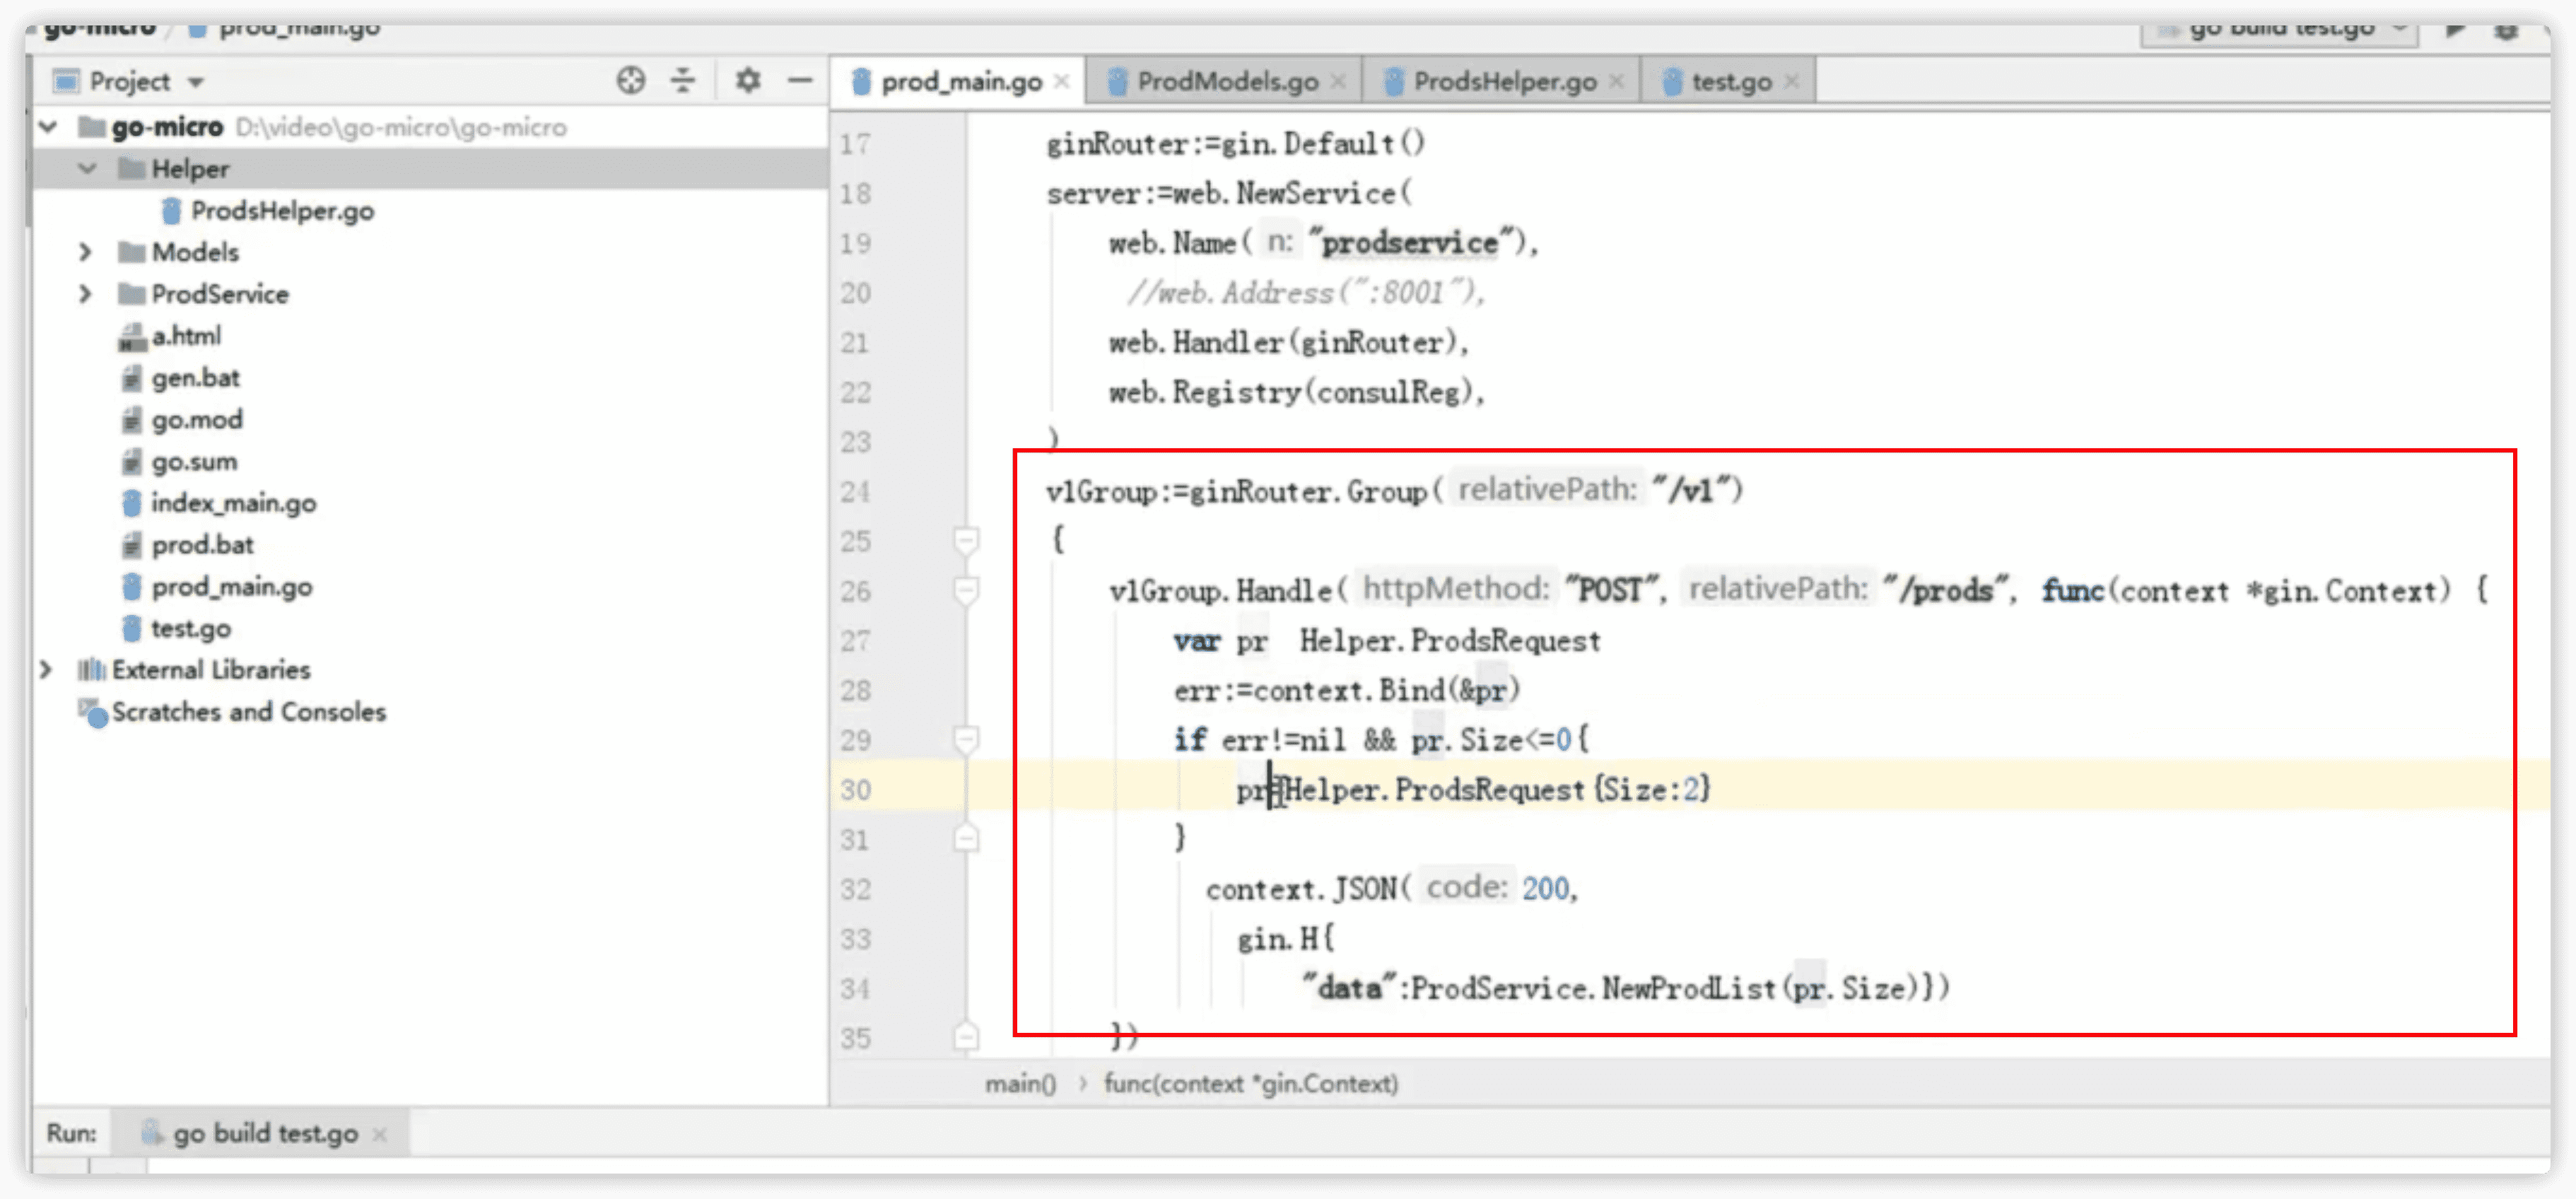 go-micro / prod_main.go
go build test.go
Project
prod_main.go
ProdModels.go
ProdsHelper.go
test.go
go-micro D:\video\go-micro\go-micro
Helper
ProdsHelper.go
Models
ProdService
a.html
gen.bat
go.mod
go.sum
index_main.go
prod.bat
prod_main.go
test.go
External Libraries
Scratches and Consoles
17 ginRouter:=gin.Default()
18 server:=web.NewService(
19 web.Name( n: "prodservice"),
20 //web.Address(":8001"),
21 web.Handler(ginRouter),
22 web.Registry(consulReg),
23 )
24 v1Group:=ginRouter.Group( relativePath: "/v1")
25 {
26 v1Group.Handle( httpMethod: "POST", relativePath: "/prods", func(context *gin.Context) {
27 var pr Helper.ProdsRequest
28 err:=context.Bind(&pr)
29 if err!=nil && pr.Size<=0{
30 pr=Helper.ProdsRequest{Size:2}
31 }
32 context.JSON( code: 200,
33 gin.H{
34 "data":ProdService.NewProdList(pr.Size)})
35 })
main() › func(context *gin.Context)
Run: go build test.go